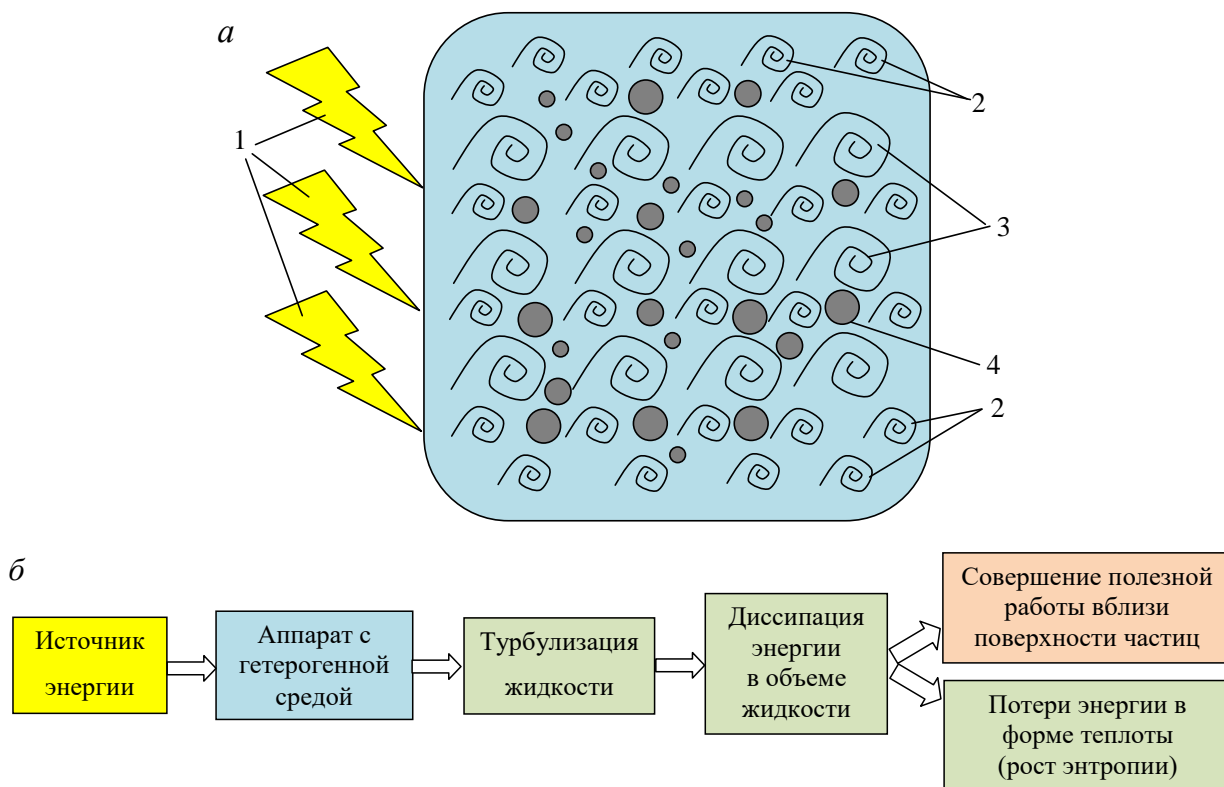 а
1
2
3
4
2
б
Источник
энергии
Аппарат с
гетерогенной
средой
Турбулизация
жидкости
Диссипация
энергии
в объеме
жидкости
Совершение полезной
работы вблизи
поверхности частиц
Потери энергии в
форме теплоты
(рост энтропии)